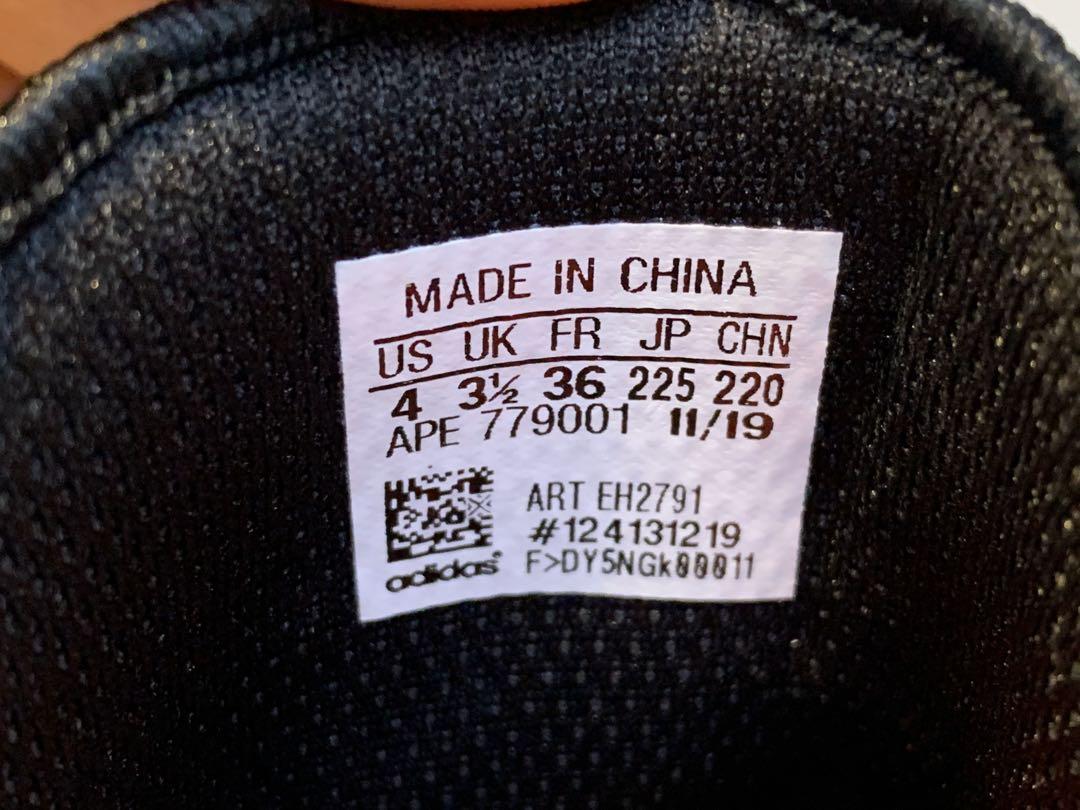 MADE IN CHINA
US UK FR JP CHN
4 3½ 36 225 220
APE 779001 11/19
ART EH2791
#124131219
F>DY5NGk00011
adidas